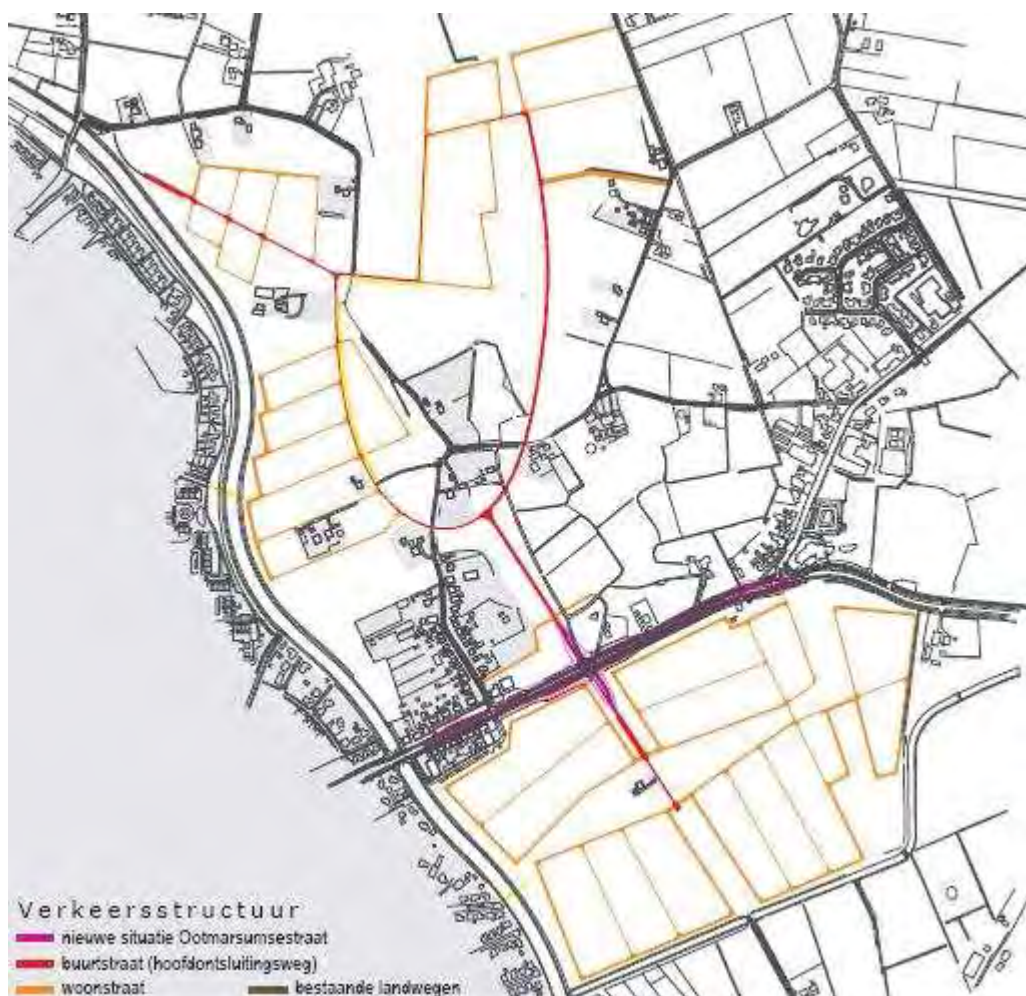 Verkeersstructuur
nieuwe situatie Ootmarsumsestraat
buurtstraat (hoofdontsluitingsweg)
woonstraat bestaande landwegen